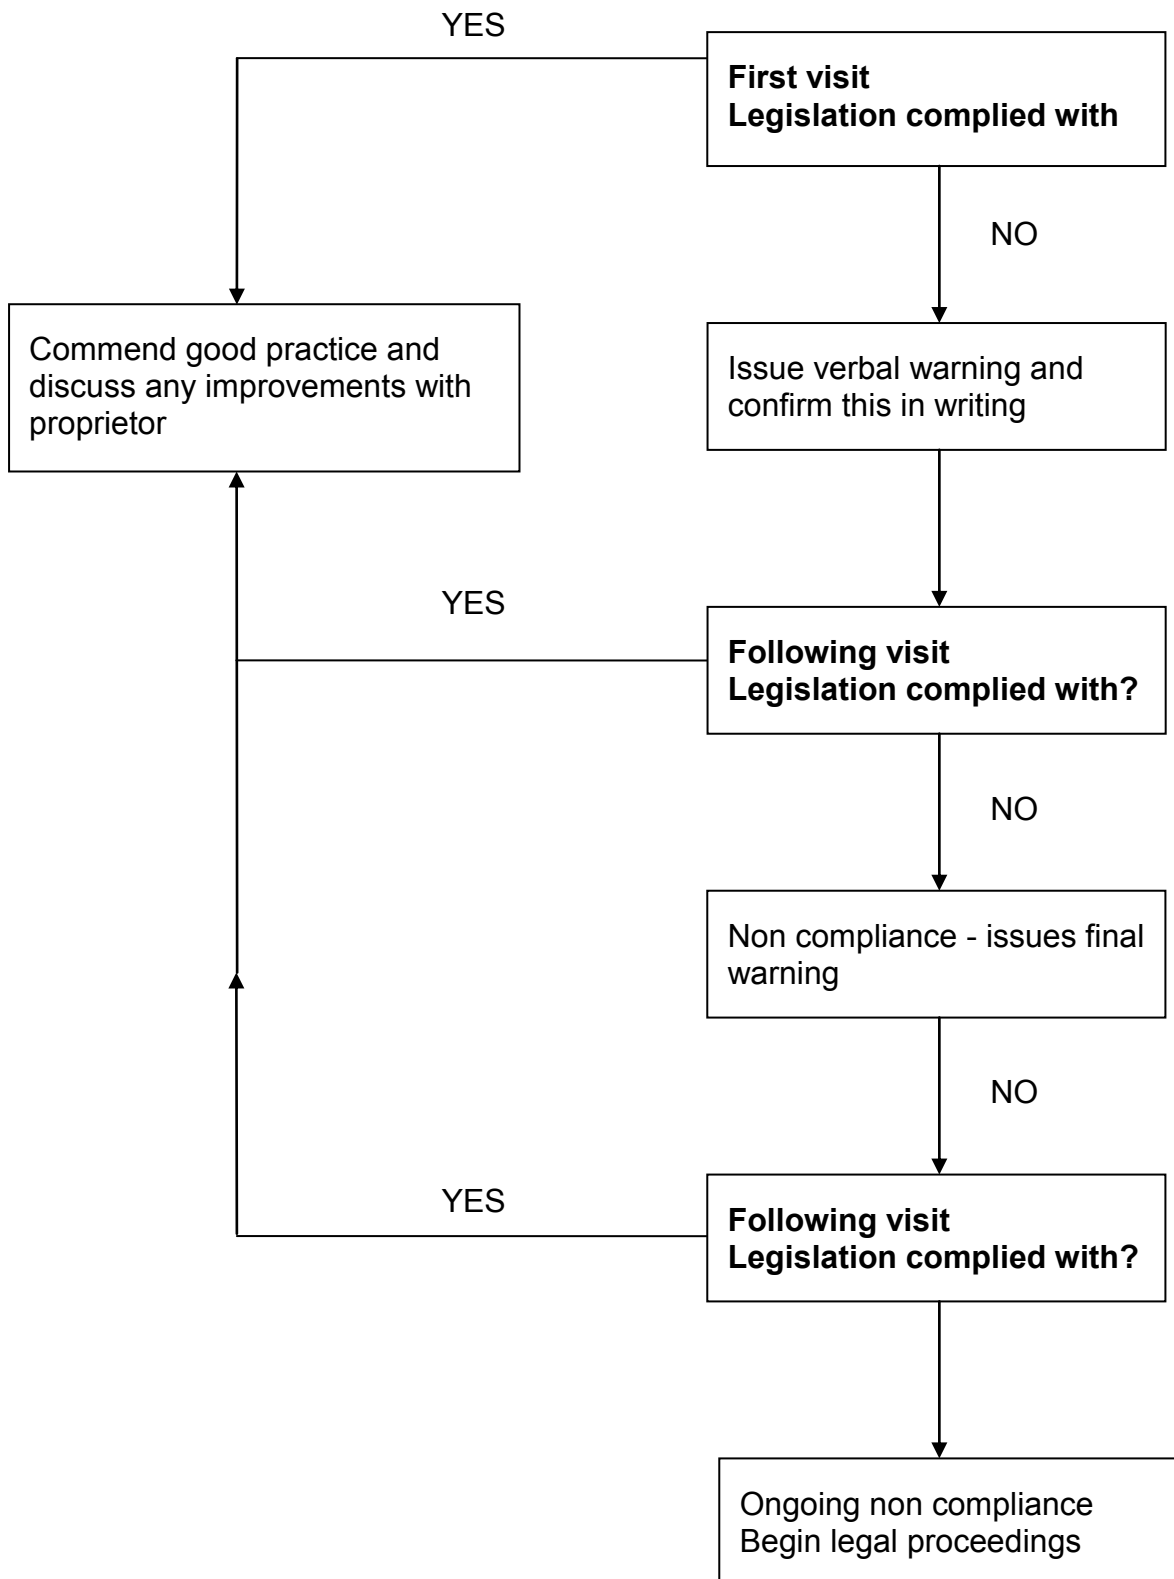 YES
First visit
Legislation complied with
NO
Commend good practice and
discuss any improvements with
proprietor
Issue verbal warning and
confirm this in writing
YES
Following visit
Legislation complied with?
NO
Non compliance - issues final
warning
NO
YES
Following visit
Legislation complied with?
Ongoing non compliance
Begin legal proceedings